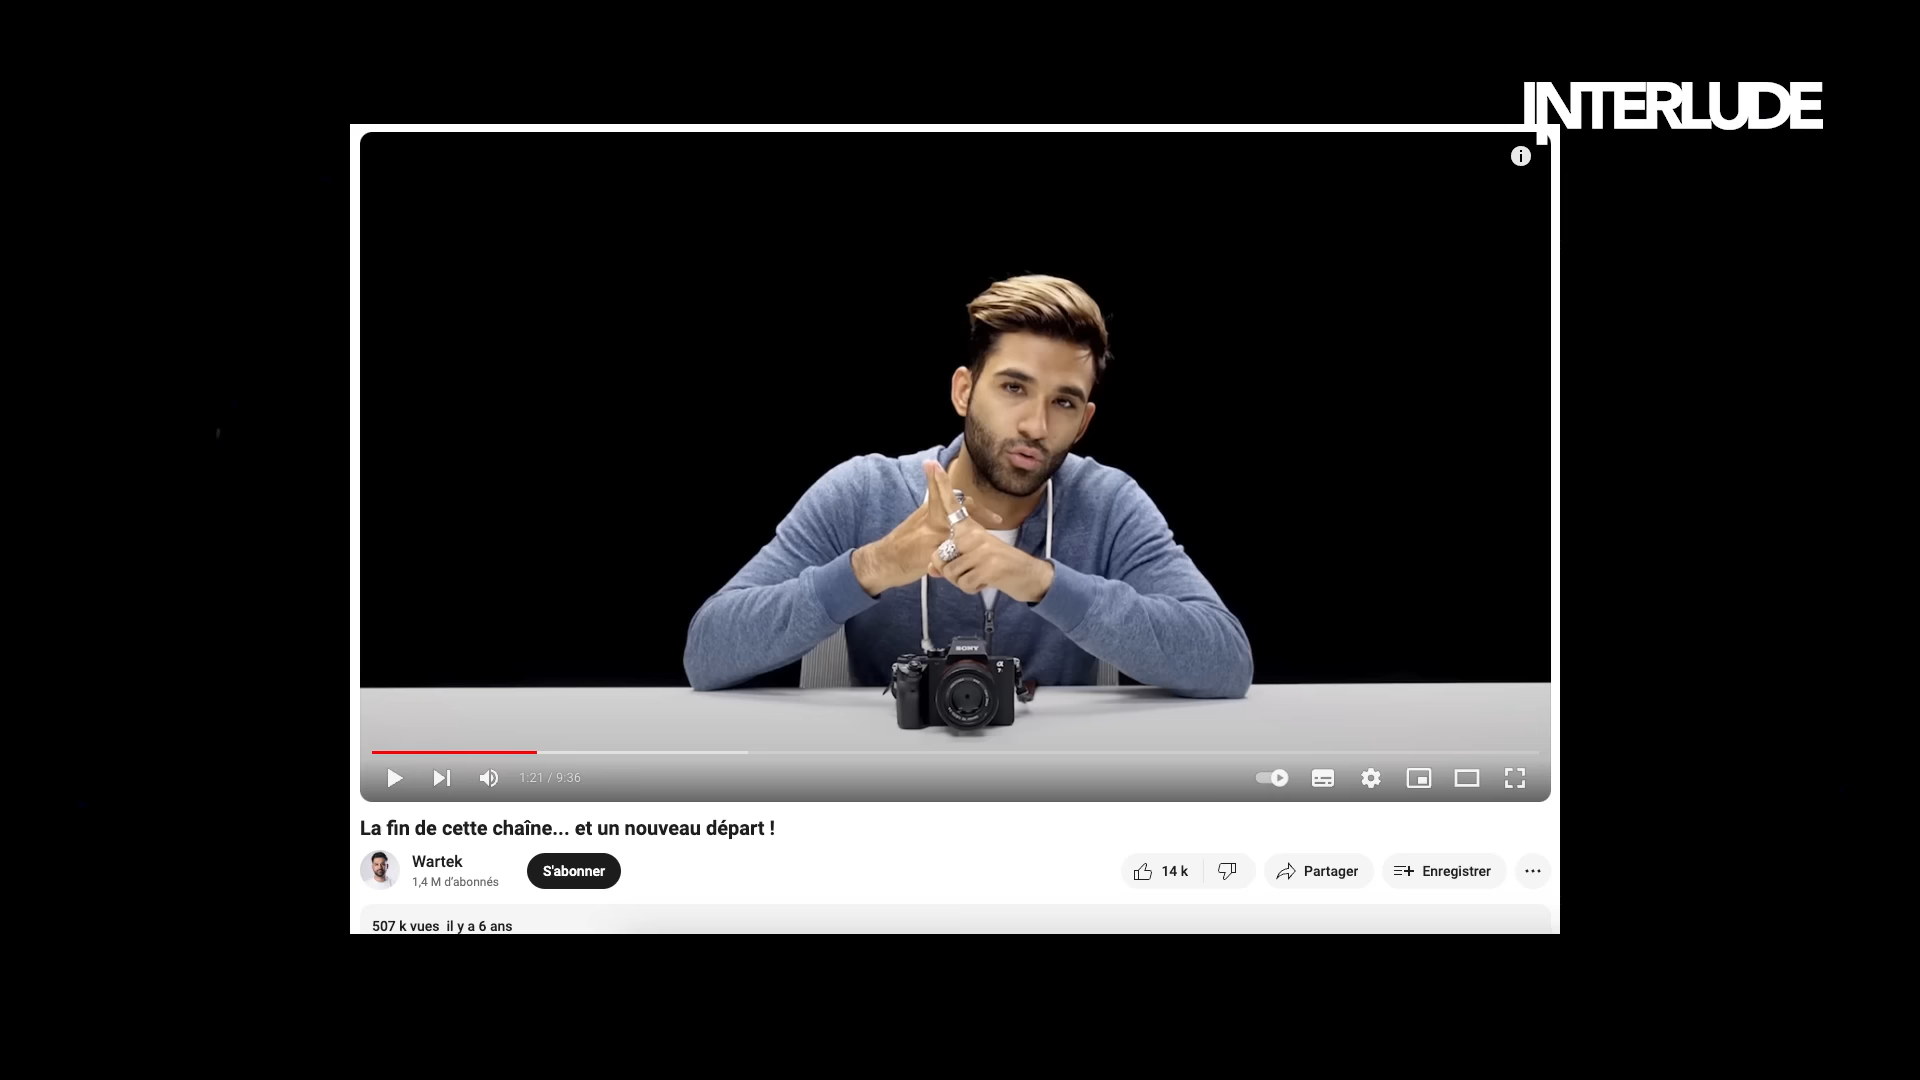 INTERLUDE
SONY
1:21 / 9:36
La fin de cette chaîne... et un nouveau départ !
Wartek
1,4 M d'abonnés
S'abonner
14 k
Partager
Enregistrer
507 k vues il y a 6 ans